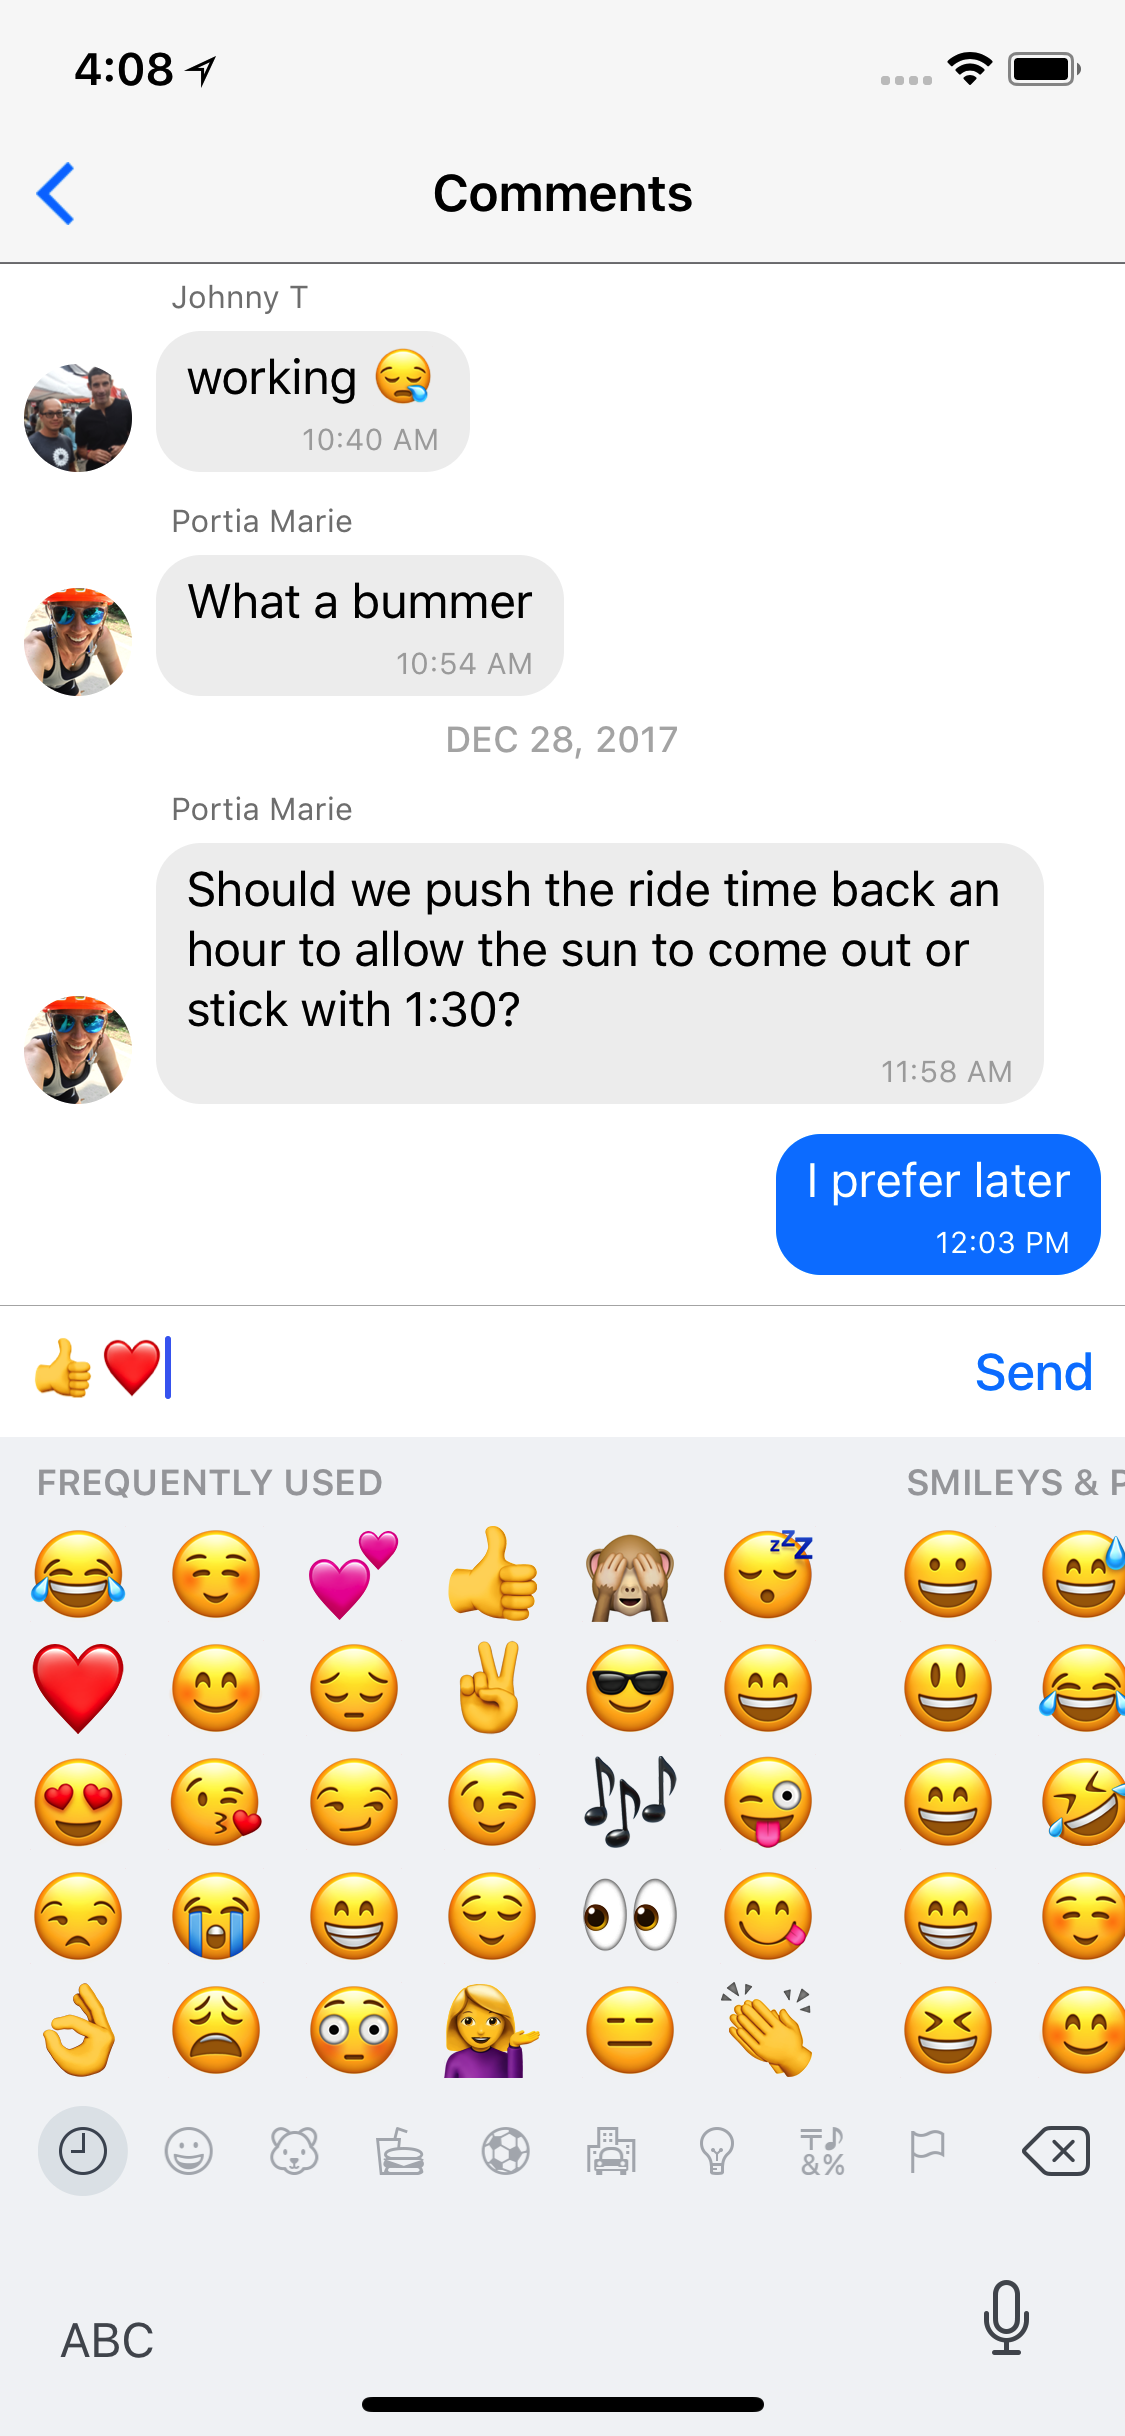 4:08
Comments
Johnny T
working 😪
10:40 AM
Portia Marie
What a bummer
10:54 AM
DEC 28, 2017
Portia Marie
Should we push the ride time back an
hour to allow the sun to come out or
stick with 1:30?
11:58 AM
I prefer later
12:03 PM
👍❤️ Send
FREQUENTLY USED SMILEYS & P
ABC